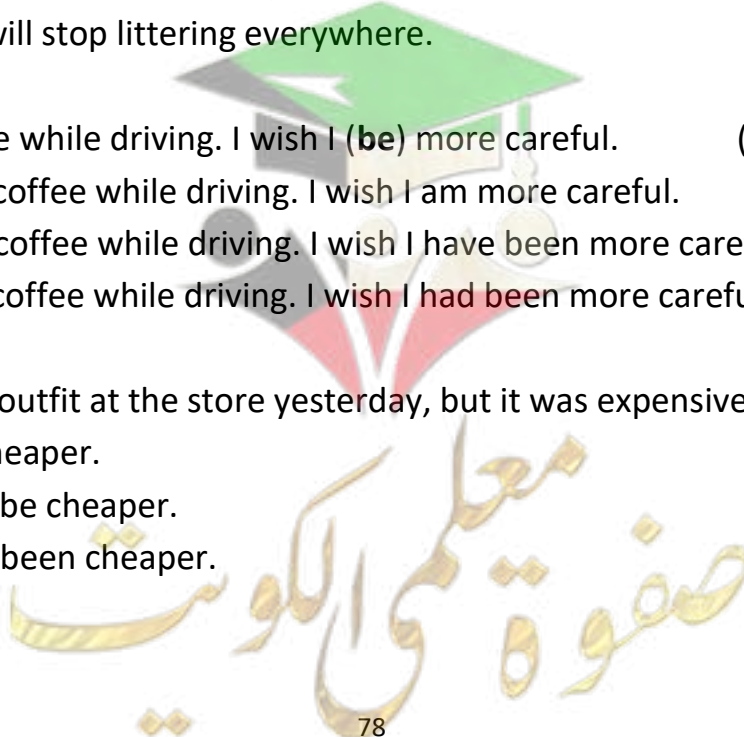 will stop littering everywhere.
e while driving. I wish I (be) more careful. (
coffee while driving. I wish I am more careful.
coffee while driving. I wish I have been more care
coffee while driving. I wish I had been more carefu
outfit at the store yesterday, but it was expensive
heaper.
be cheaper.
been cheaper.
صفوة معلمى الكويت
78